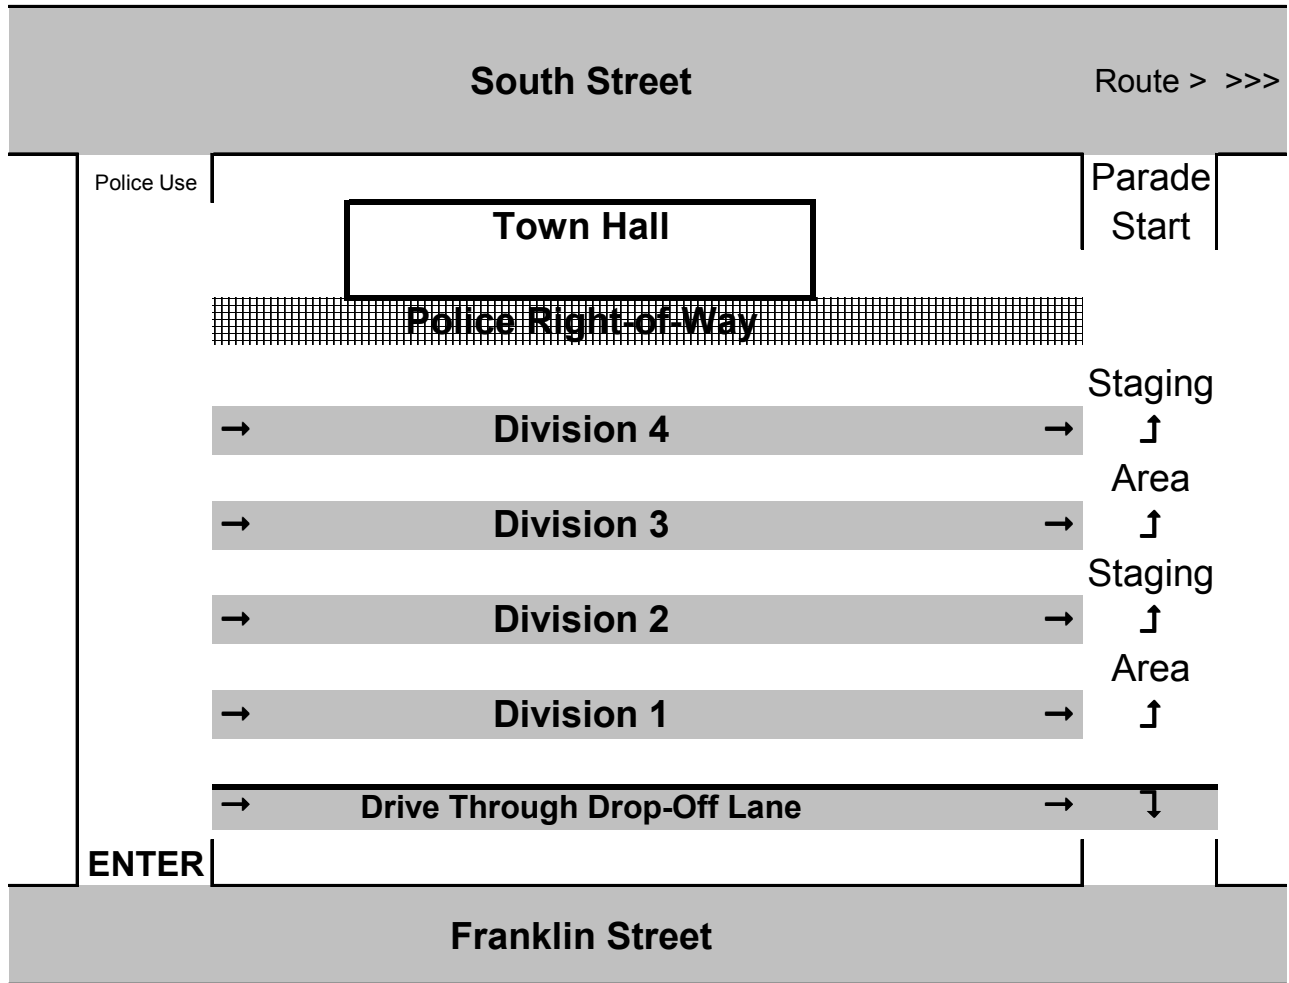 South Street Route > >>>
Police Use Parade
Town Hall Start
Police Right-of-Way
Staging
→ Division 4 →
Area
→ Division 3 →
Staging
→ Division 2 →
Area
→ Division 1 →
→ Drive Through Drop-Off Lane →
ENTER
Franklin Street